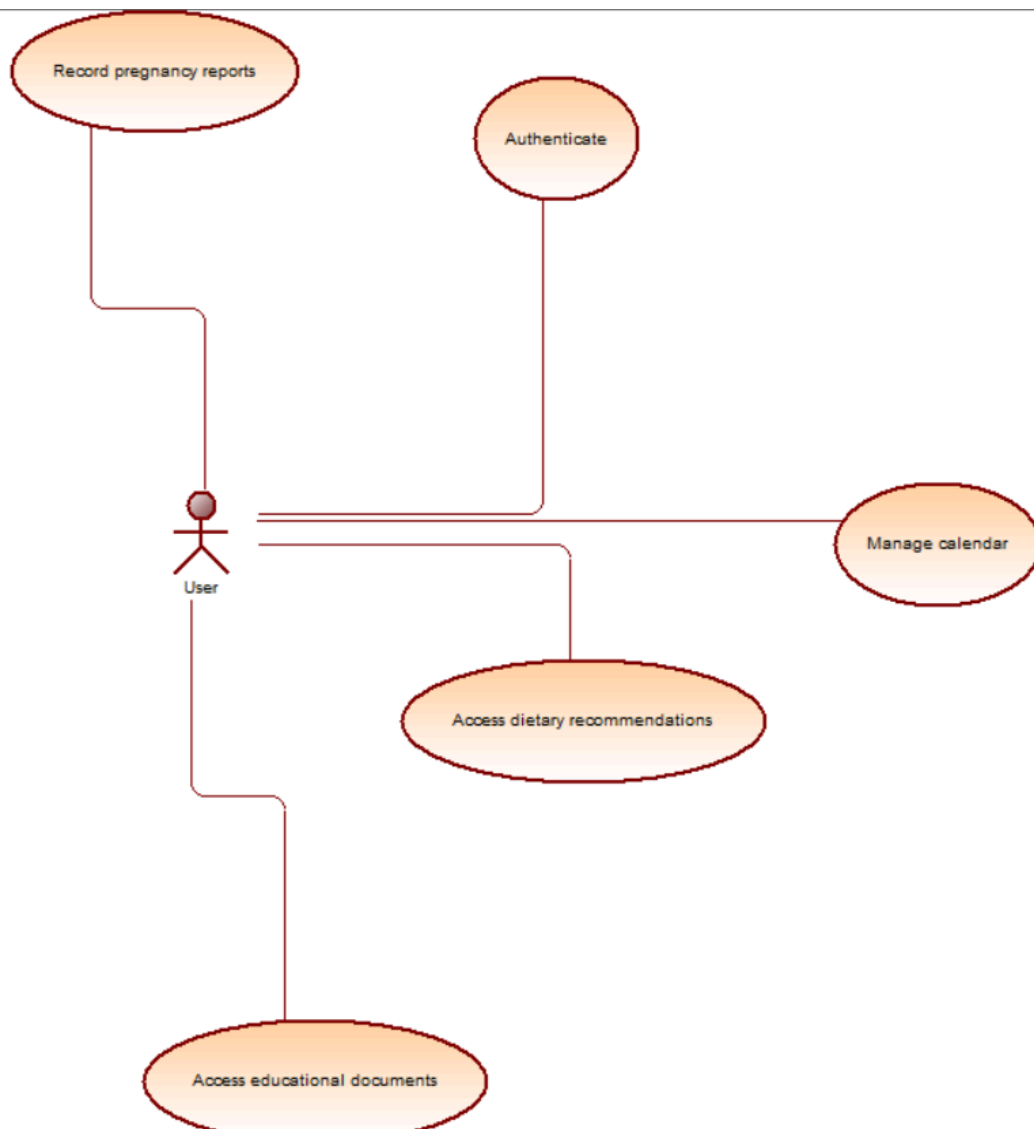 Record pregnancy reports
Authenticate
Manage calendar
User
Access dietary recommendations
Access educational documents